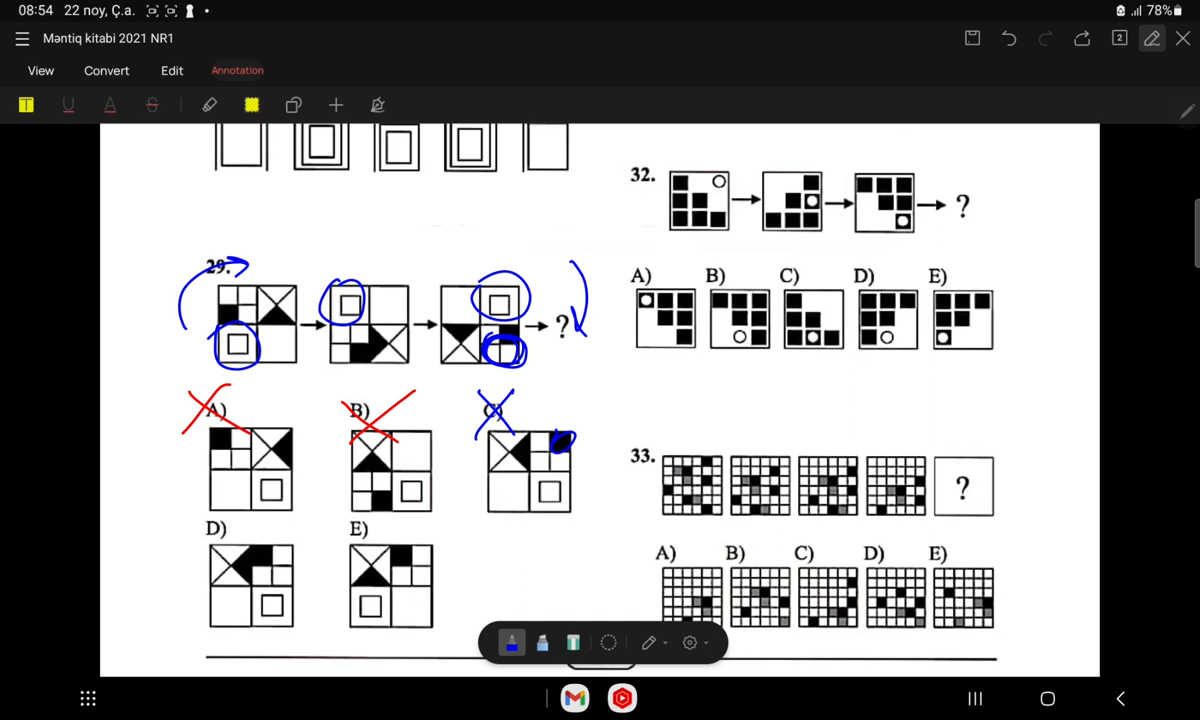 08:54 22 noy, Ç.a. 78%
Məntiq kitabi 2021 NR1 2
View Convert Edit Annotation
T U A S
29.
?
A) B) C)
D) E)
32.
?
A) B) C) D) E)
33.
?
A) B) C) D) E)